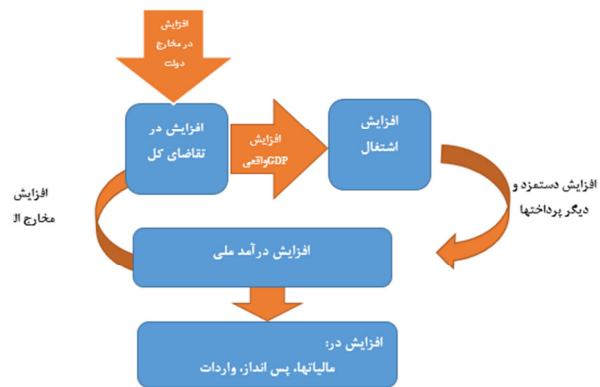 افزایش
در مخارج
دولت
افزایش در
تقاضای کل
افزایش
GDPواقعی
افزایش
اشتغال
افزایش دستمزد و
دیگر پرداختها
افزایش
مخارج ال
افزایش درآمد ملی
افزایش در:
مالیاتها، پس انداز، واردات